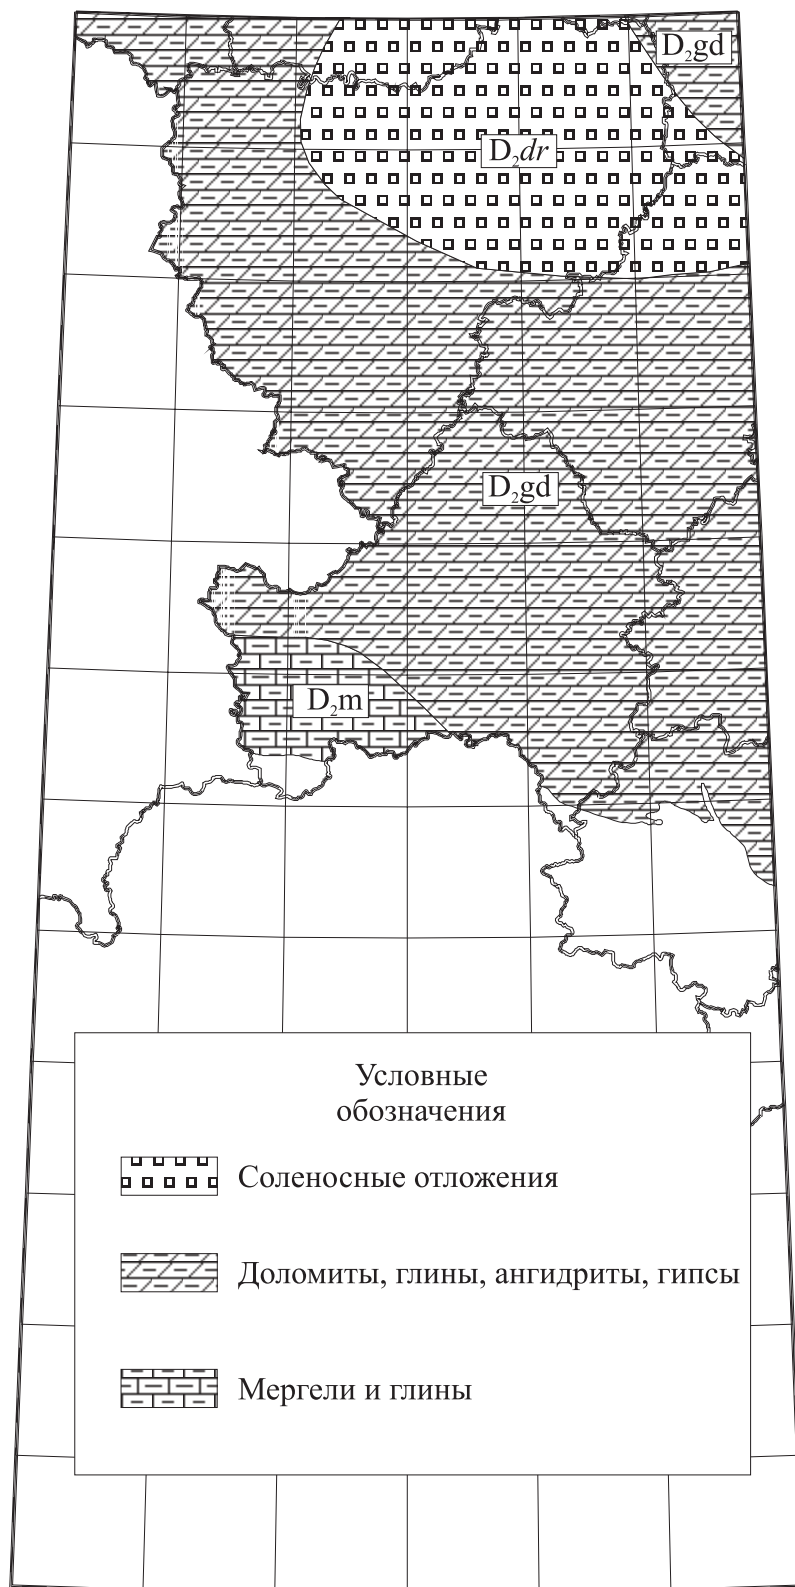 D₂gd
D₂dr
D₂gd
D₂m
Условные
обозначения
Соленосные отложения
Доломиты, глины, ангидриты, гипсы
Мергели и глины